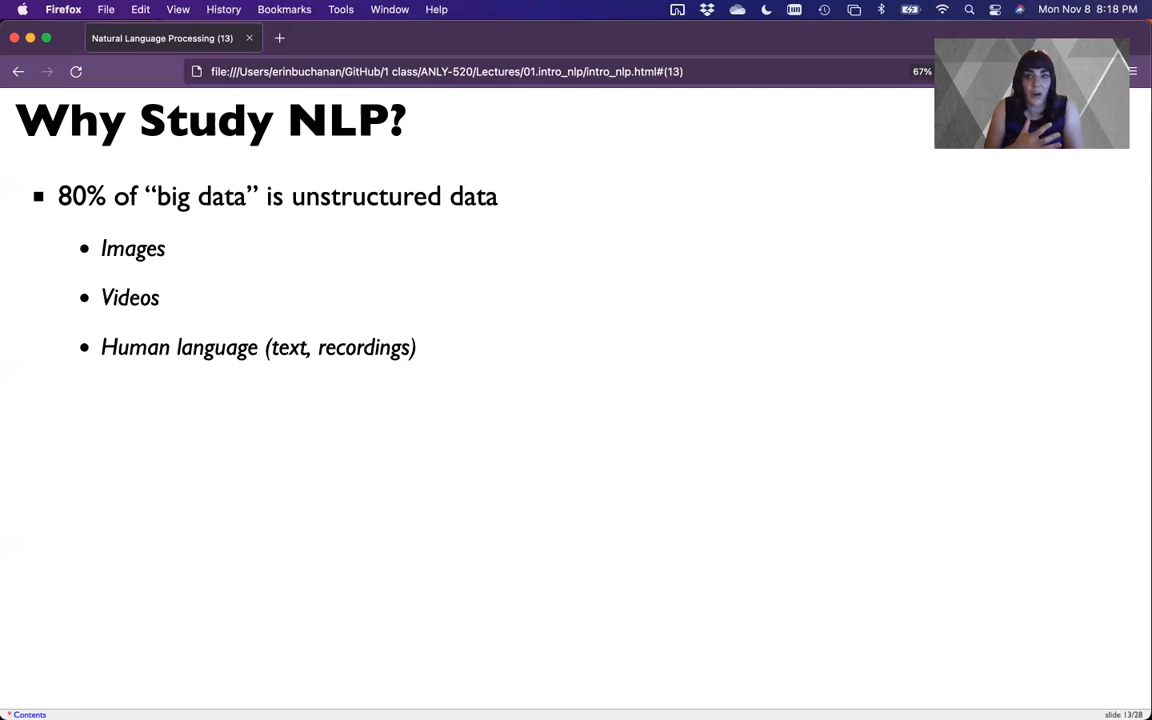 Firefox File Edit View History Bookmarks Tools Window Help Mon Nov 8 8:18 PM
Natural Language Processing (13)
file:///Users/erinbuchanan/GitHub/1 class/ANLY-520/Lectures/01.intro_nlp/intro_nlp.html#(13) 67%
Why Study NLP?
80% of “big data” is unstructured data
Images
Videos
Human language (text, recordings)
* Contents slide 13/28